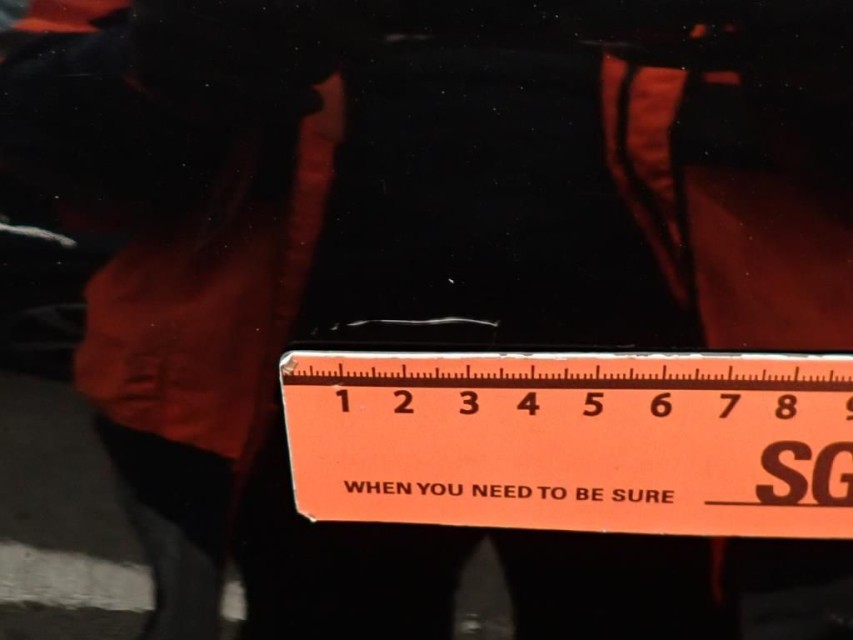 1 2 3 4 5 6 7 8
SG
WHEN YOU NEED TO BE SURE